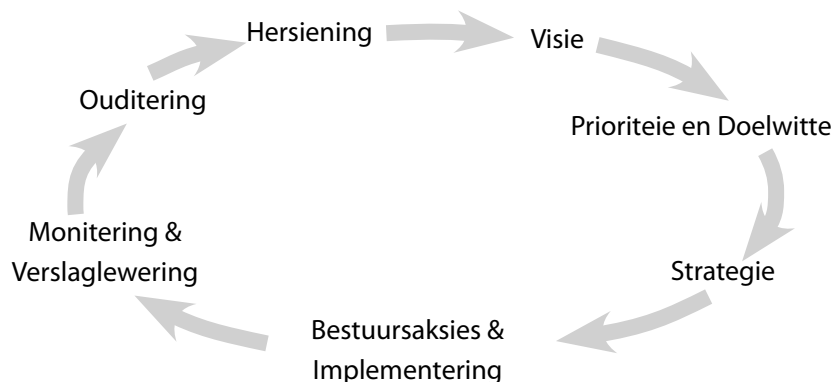 Hersiening
Visie
Prioriteie en Doelwitte
Strategie
Bestuursaksies &
Implementering
Monitering &
Verslaglewering
Ouditering